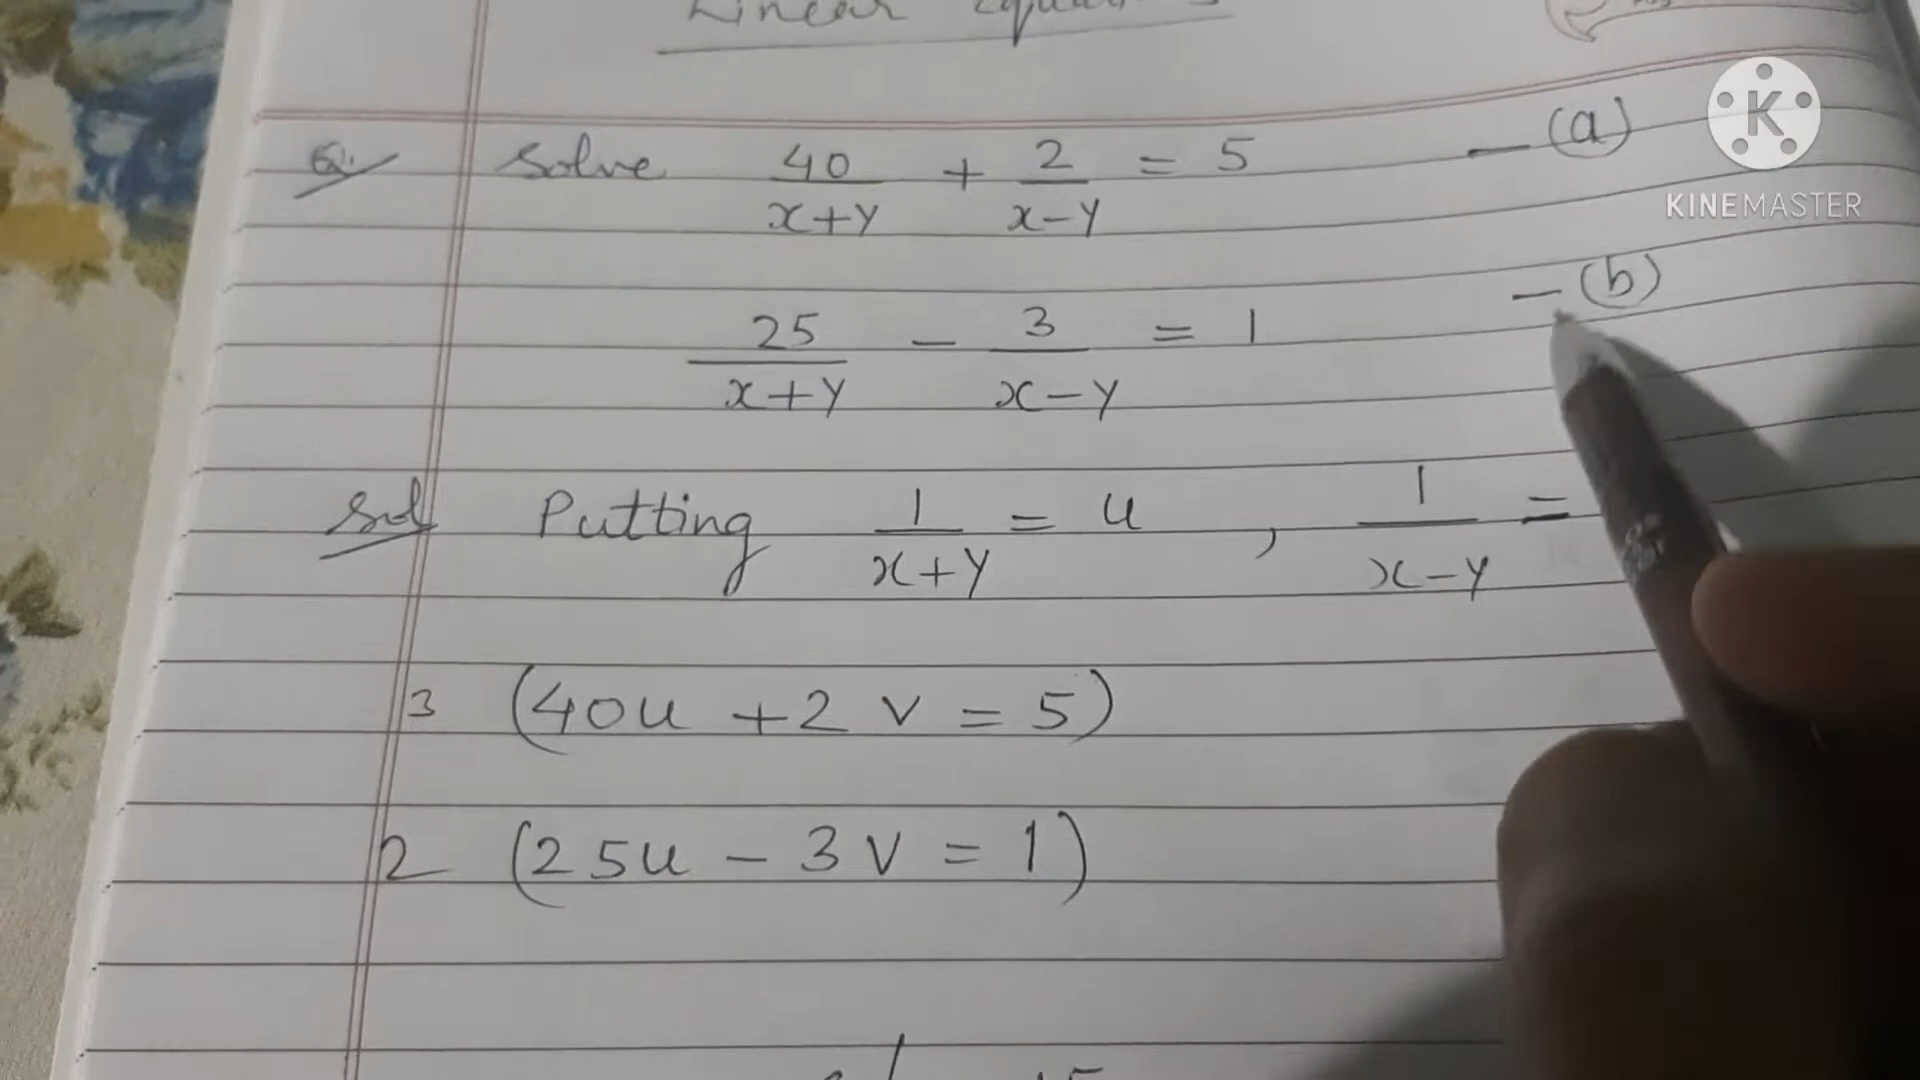 Linear
Q. Solve 40/(x+y) + 2/(x-y) = 5 — (a)
KINEMASTER
25/(x+y) - 3/(x-y) = 1 — (b)
Sol Putting 1/(x+y) = u , 1/(x-y) =
3 (40u + 2v = 5)
2 (25u - 3v = 1)